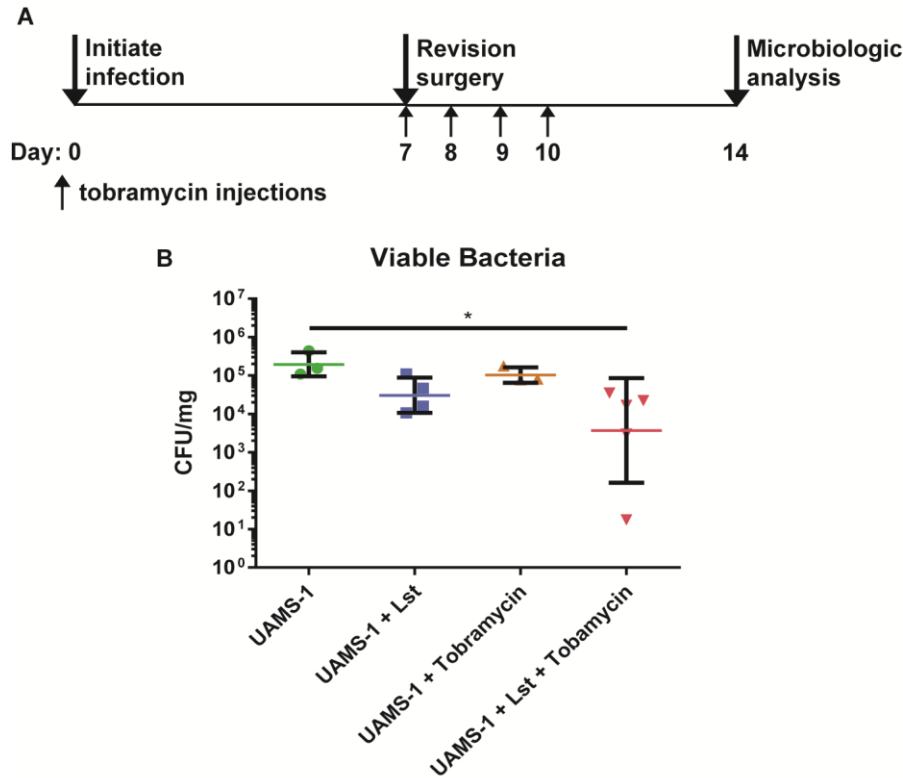 A
Initiate
infection
Revision
surgery
Microbiologic
analysis
Day: 0 7 8 9 10 14
tobramycin injections
B
Viable Bacteria
*
CFU/mg
10⁷
10⁶
10⁵
10⁴
10³
10²
10¹
10⁰
UAMS-1
UAMS-1 + Lst
UAMS-1 + Tobramycin
UAMS-1 + Lst + Tobamycin